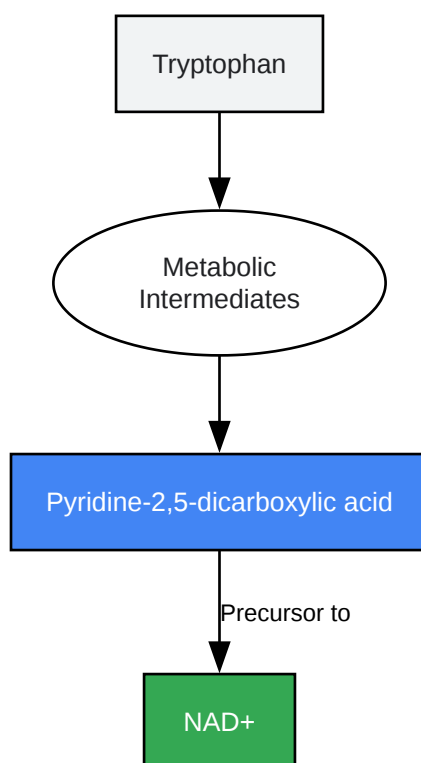 Tryptophan
Metabolic
Intermediates
Pyridine-2,5-dicarboxylic acid
Precursor to
NAD+